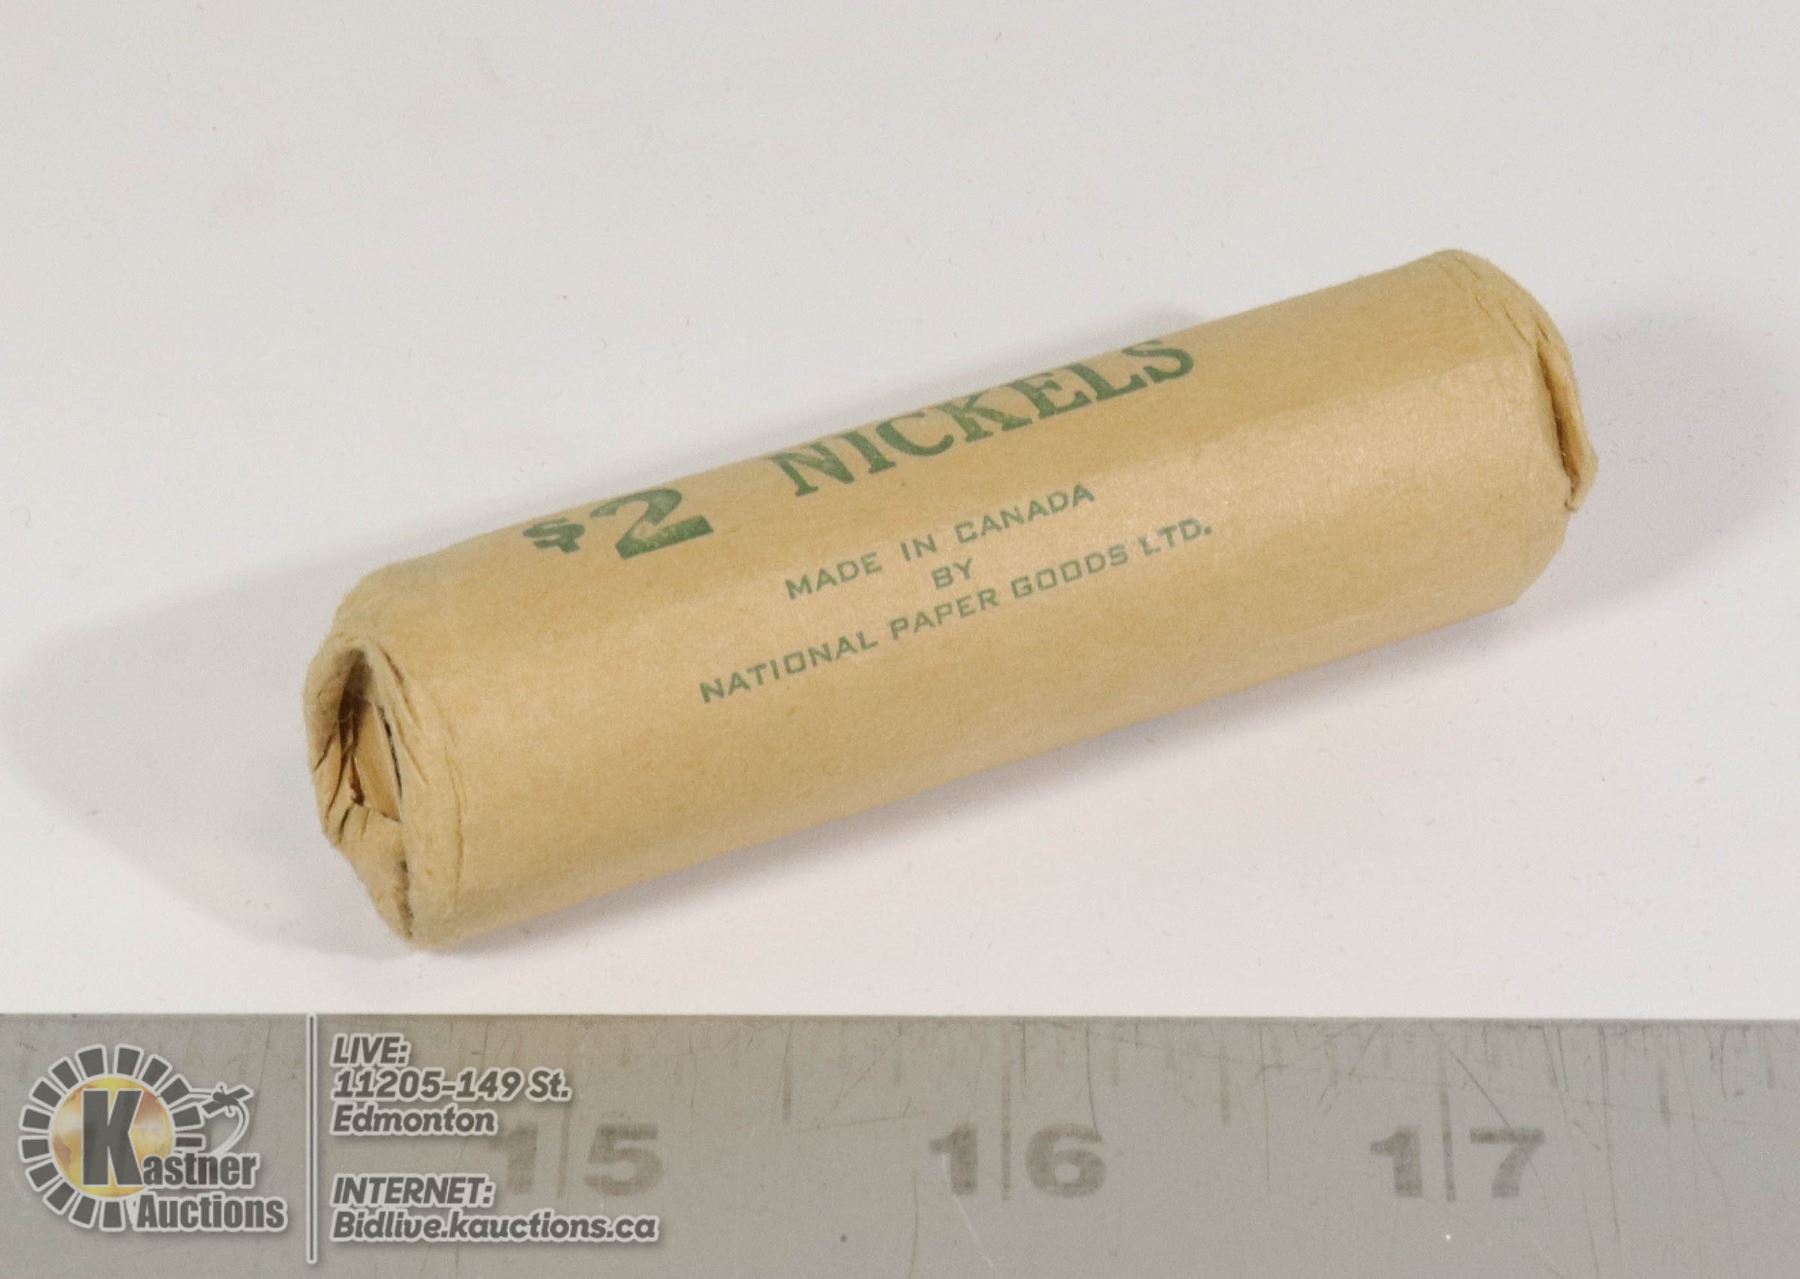 $2 NICKELS
MADE IN CANADA
BY
NATIONAL PAPER GOODS LTD.
15 16 17
Kastner
Auctions
LIVE:
11205-149 St.
Edmonton
INTERNET:
Bidlive.kauctions.ca